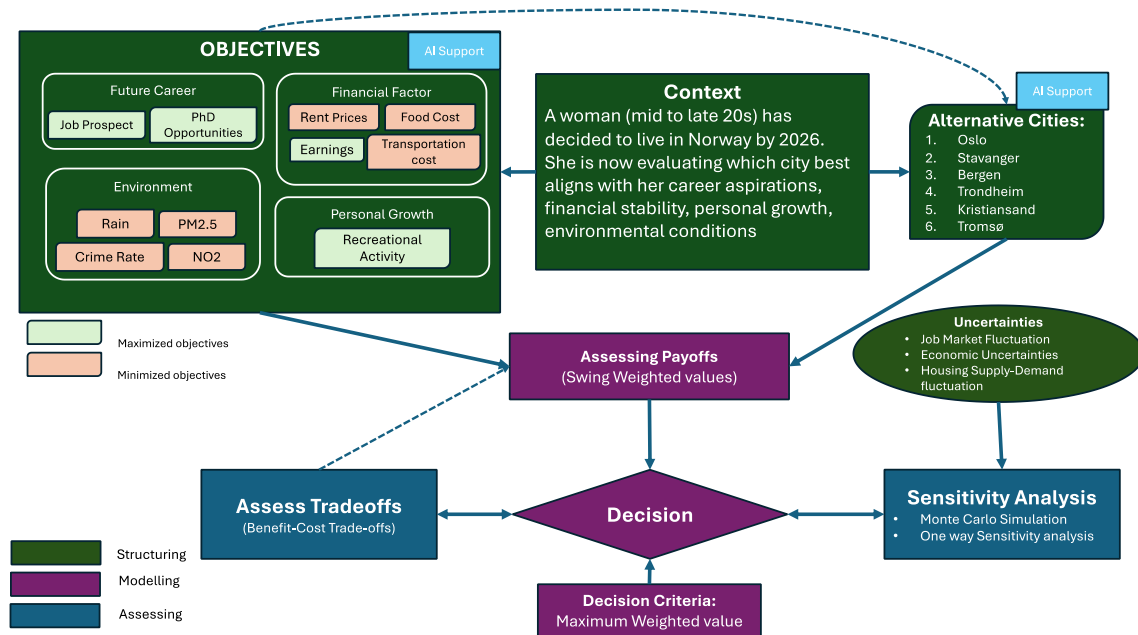 OBJECTIVES
AI Support
Future Career
Job Prospect
PhD
Opportunities
Financial Factor
Rent Prices
Food Cost
Earnings
Transportation
cost
Environment
Rain
PM2.5
Crime Rate
NO2
Personal Growth
Recreational
Activity
Maximized objectives
Minimized objectives
Context
A woman (mid to late 20s) has
decided to live in Norway by 2026.
She is now evaluating which city best
aligns with her career aspirations,
financial stability, personal growth,
environmental conditions
AI Support
Alternative Cities:
1. Oslo
2. Stavanger
3. Bergen
4. Trondheim
5. Kristiansand
6. Tromsø
Uncertainties
• Job Market Fluctuation
• Economic Uncertainties
• Housing Supply-Demand
fluctuation
Assessing Payoffs
(Swing Weighted values)
Assess Tradeoffs
(Benefit-Cost Trade-offs)
Decision
Sensitivity Analysis
• Monte Carlo Simulation
• One way Sensitivity analysis
Decision Criteria:
Maximum Weighted value
Structuring
Modelling
Assessing